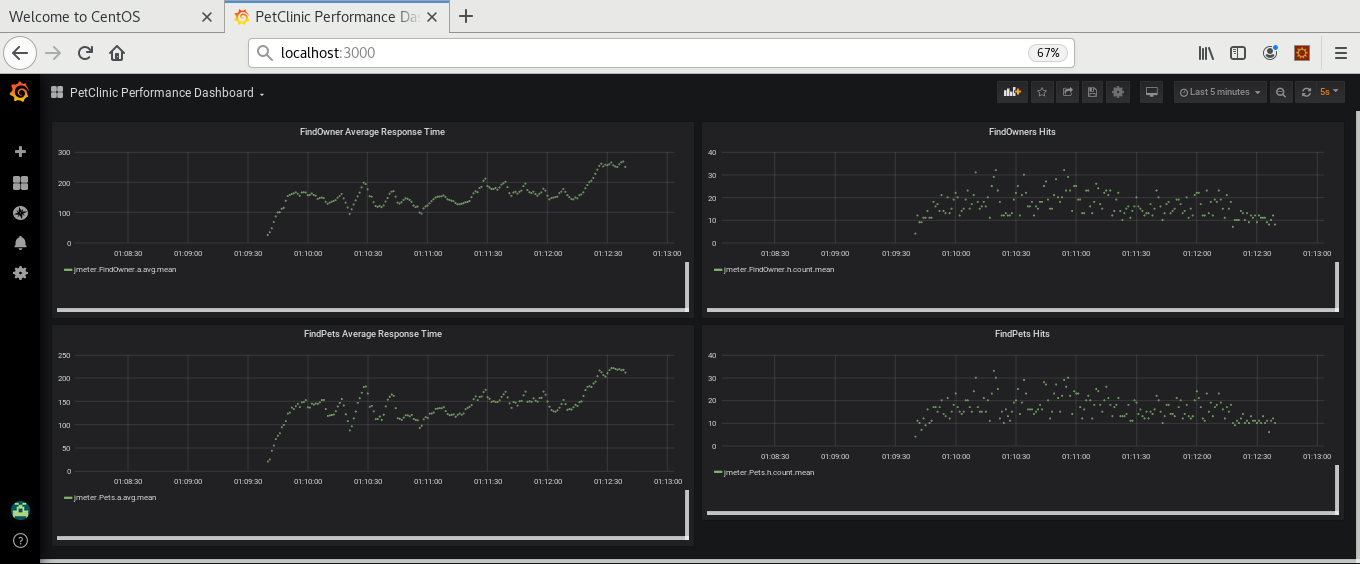 Welcome to CentOS
PetClinic Performance Da
localhost:3000
67%
PetClinic Performance Dashboard
Last 5 minutes
5s
FindOwner Average Response Time
300
200
100
0
01:08:30 01:09:00 01:09:30 01:10:00 01:10:30 01:11:00 01:11:30 01:12:00 01:12:30 01:13:00
jmeter.FindOwner.a.avg.mean
FindOwners Hits
40
30
20
10
0
01:08:30 01:09:00 01:09:30 01:10:00 01:10:30 01:11:00 01:11:30 01:12:00 01:12:30 01:13:00
jmeter.FindOwner.h.count.mean
FindPets Average Response Time
250
200
150
100
50
0
01:08:30 01:09:00 01:09:30 01:10:00 01:10:30 01:11:00 01:11:30 01:12:00 01:12:30 01:13:00
jmeter.Pets.a.avg.mean
FindPets Hits
40
30
20
10
0
01:08:30 01:09:00 01:09:30 01:10:00 01:10:30 01:11:00 01:11:30 01:12:00 01:12:30 01:13:00
jmeter.Pets.h.count.mean